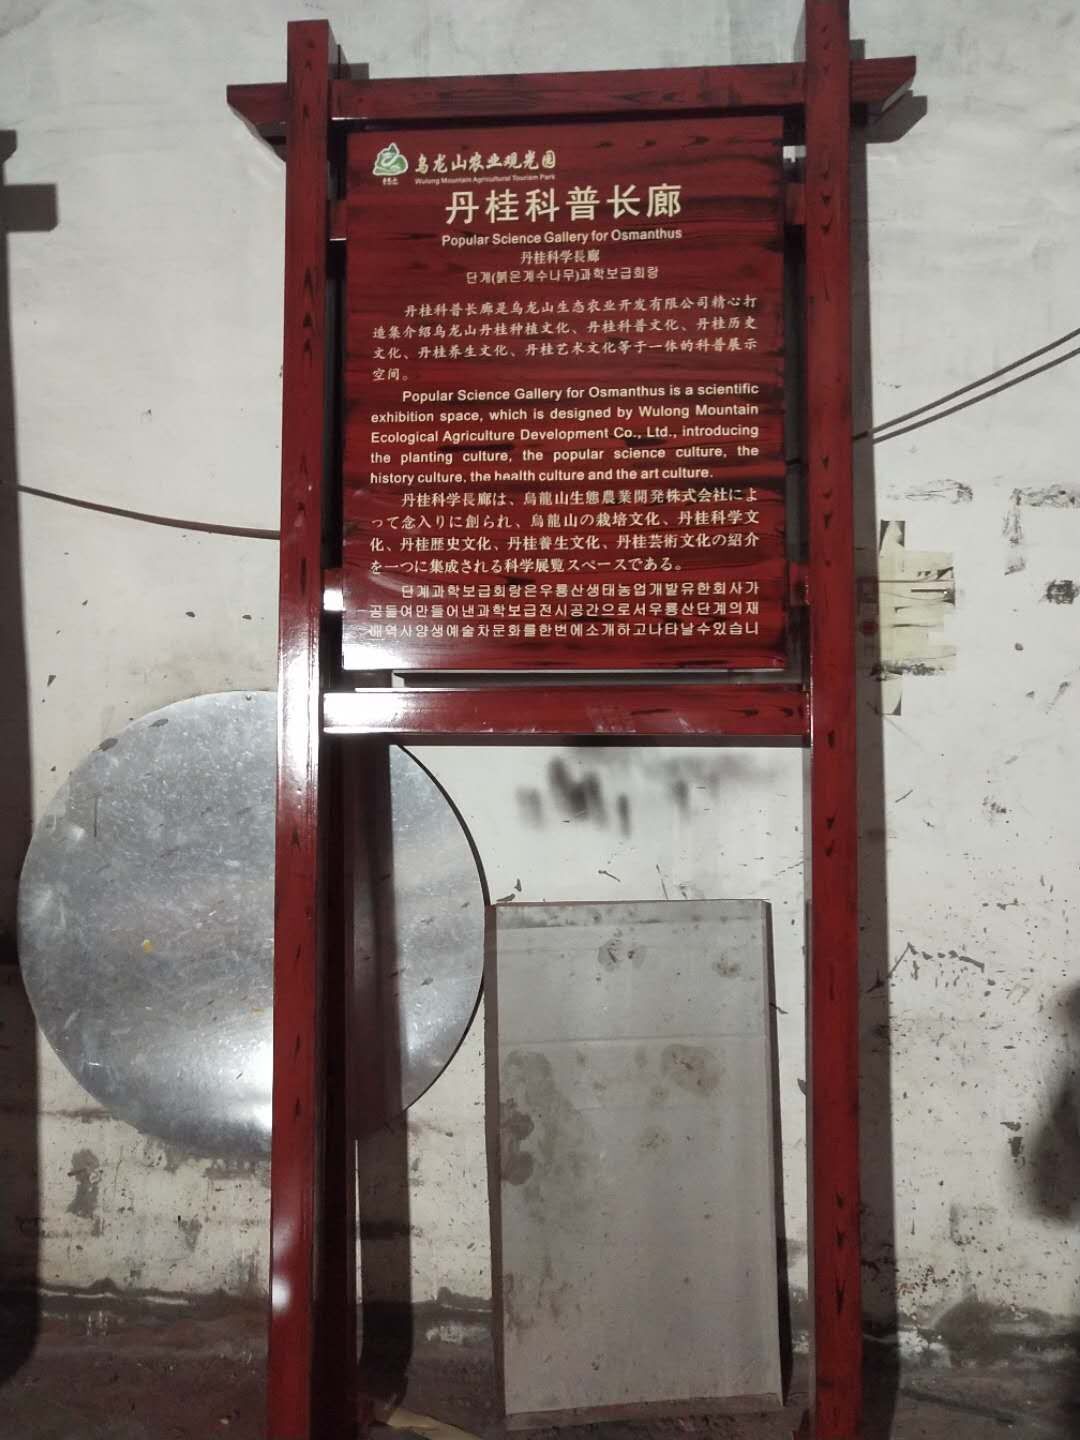 乌龙山农业观光园
Wulong Mountain Agricultural Tourism Park
丹桂科普长廊
Popular Science Gallery for Osmanthus
丹桂科学長廊
단계(붉은계수나무)과학보급회랑
丹桂科普长廊是乌龙山生态农业开发有限公司精心打
造集介绍乌龙山丹桂种植文化、丹桂科普文化、丹桂历史
文化、丹桂养生文化、丹桂艺术文化等于一体的科普展示
空间。
Popular Science Gallery for Osmanthus is a scientific
exhibition space, which is designed by Wulong Mountain
Ecological Agriculture Development Co., Ltd., introducing
the planting culture, the popular science culture, the
history culture, the health culture and the art culture.
丹桂科学長廊は、烏龍山生態農業開発株式会社によ
って念入りに創られ、烏龍山の栽培文化、丹桂科学文
化、丹桂歴史文化、丹桂養生文化、丹桂芸術文化の紹介
を一つに集成される科学展覧スペースである。
단계과학보급회랑은우룡산생태농업개발유한회사가
공들여만들어낸과학보급전시공간으로서우룡산단계의재
배역사양생예술차문화를한번에소개하고나타날수있습니